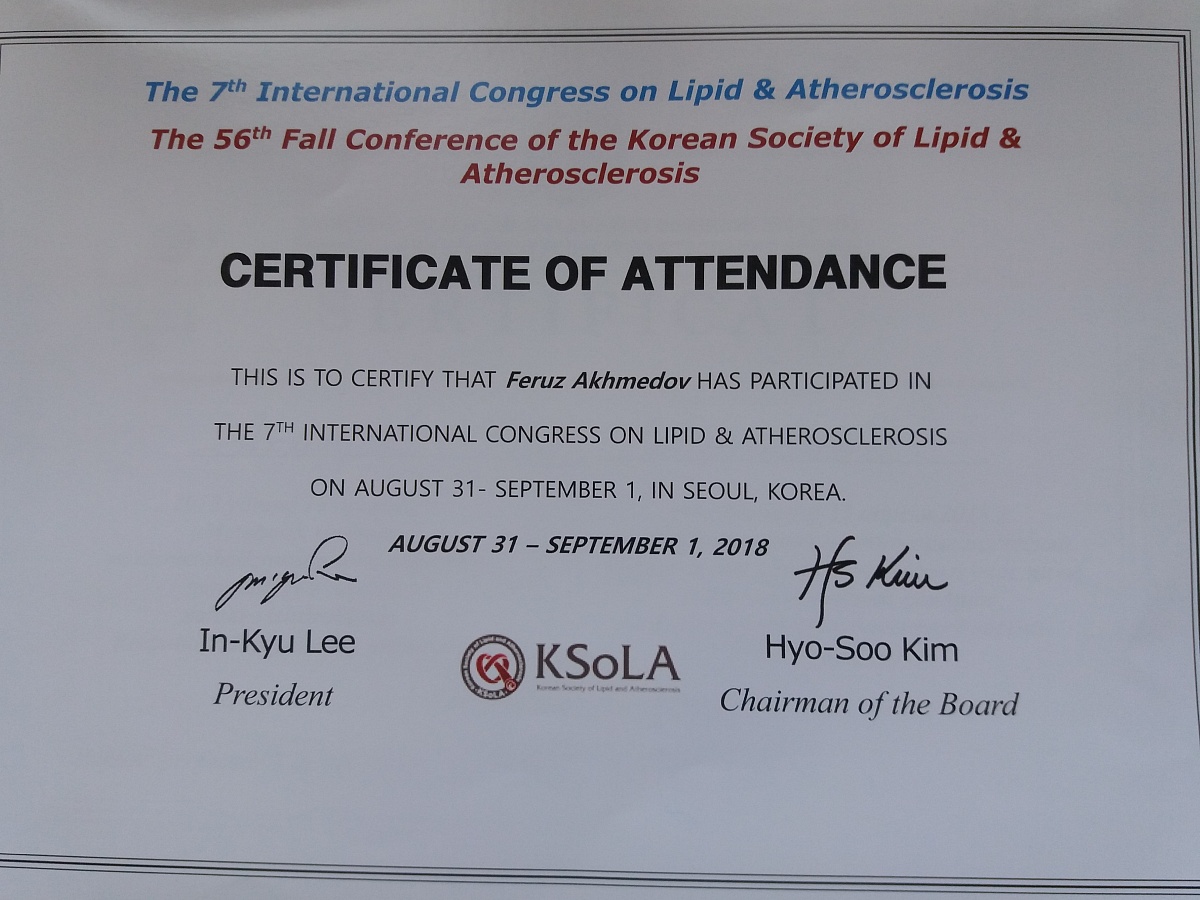 The 7th International Congress on Lipid & Atherosclerosis
The 56th Fall Conference of the Korean Society of Lipid &
Atherosclerosis
CERTIFICATE OF ATTENDANCE
THIS IS TO CERTIFY THAT Feruz Akhmedov HAS PARTICIPATED IN
THE 7TH INTERNATIONAL CONGRESS ON LIPID & ATHEROSCLEROSIS
ON AUGUST 31- SEPTEMBER 1, IN SEOUL, KOREA.
AUGUST 31 – SEPTEMBER 1, 2018
HS Kim
In-Kyu Lee
Hyo-Soo Kim
KSoLA
Korean Society of Lipid and Atherosclerosis
President
Chairman of the Board